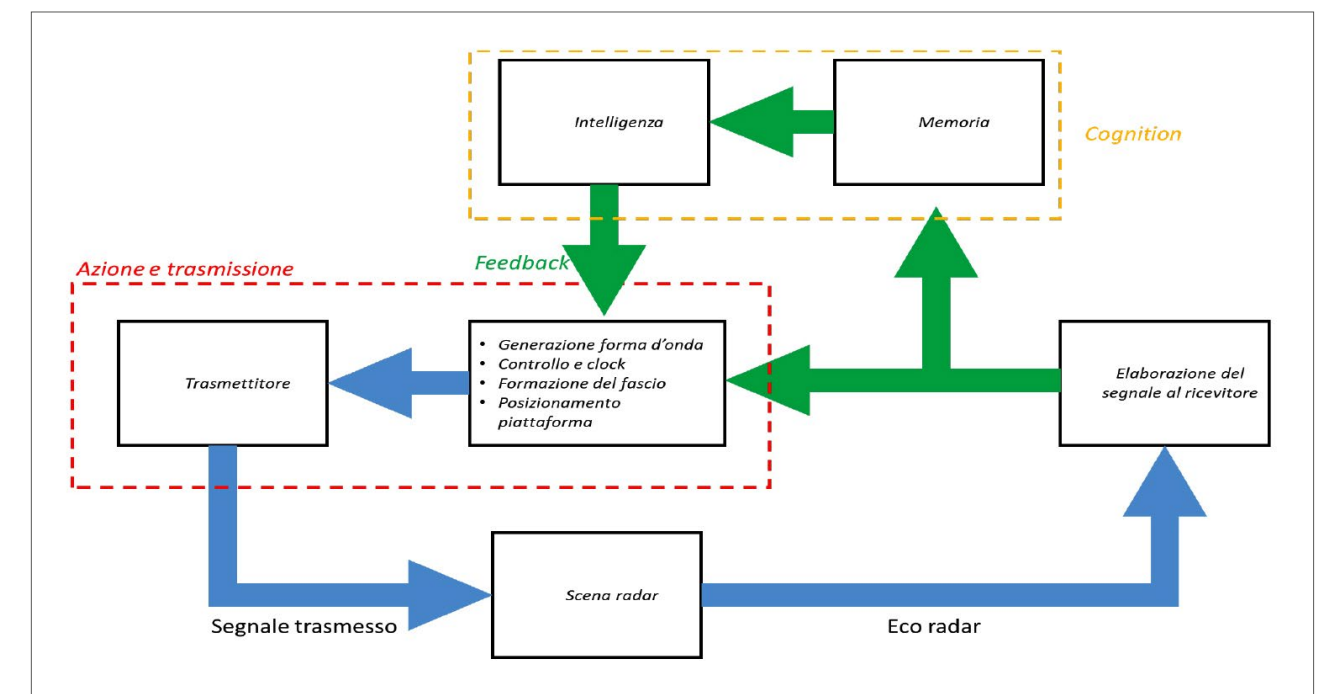 Intelligenza
Memoria
Cognition
Azione e trasmissione
Feedback
Trasmettitore
• Generazione forma d'onda
• Controllo e clock
• Formazione del fascio
• Posizionamento
piattaforma
Elaborazione del
segnale al ricevitore
Scena radar
Segnale trasmesso
Eco radar